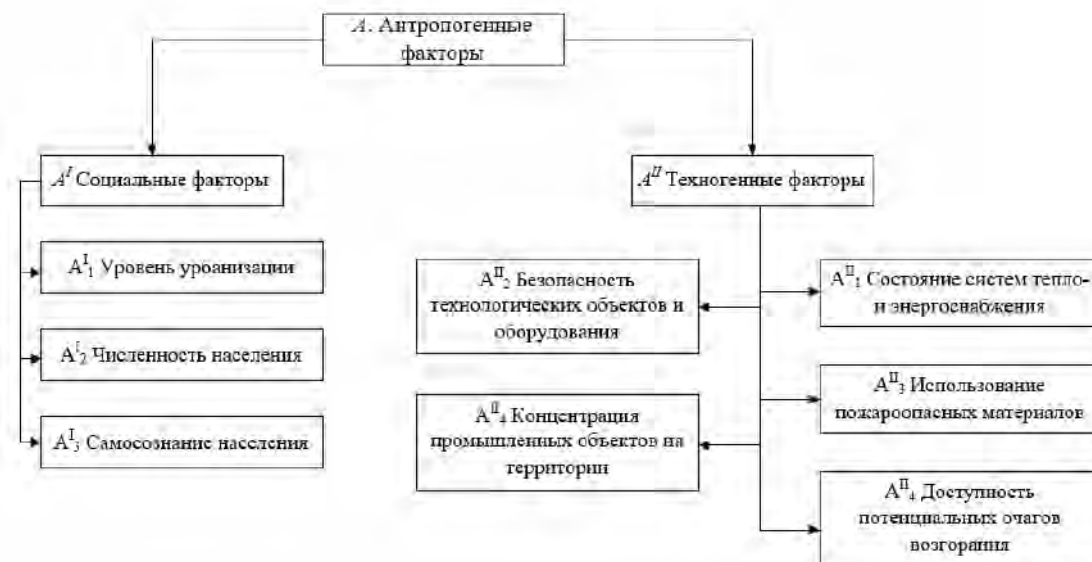 A. Антропогенные
факторы
A^I Социальные факторы
A^II Техногенные факторы
A^I_1 Уровень урбанизации
A^I_2 Численность населения
A^I_3 Самосознание населения
A^II_2 Безопасность
технологических объектов и
оборудования
A^II_1 Состояние систем тепло-
и энергоснабжения
A^II_4 Концентрация
промышленных объектов на
территории
A^II_3 Использование
пожароопасных материалов
A^II_4 Доступность
потенциальных очагов
возгорания